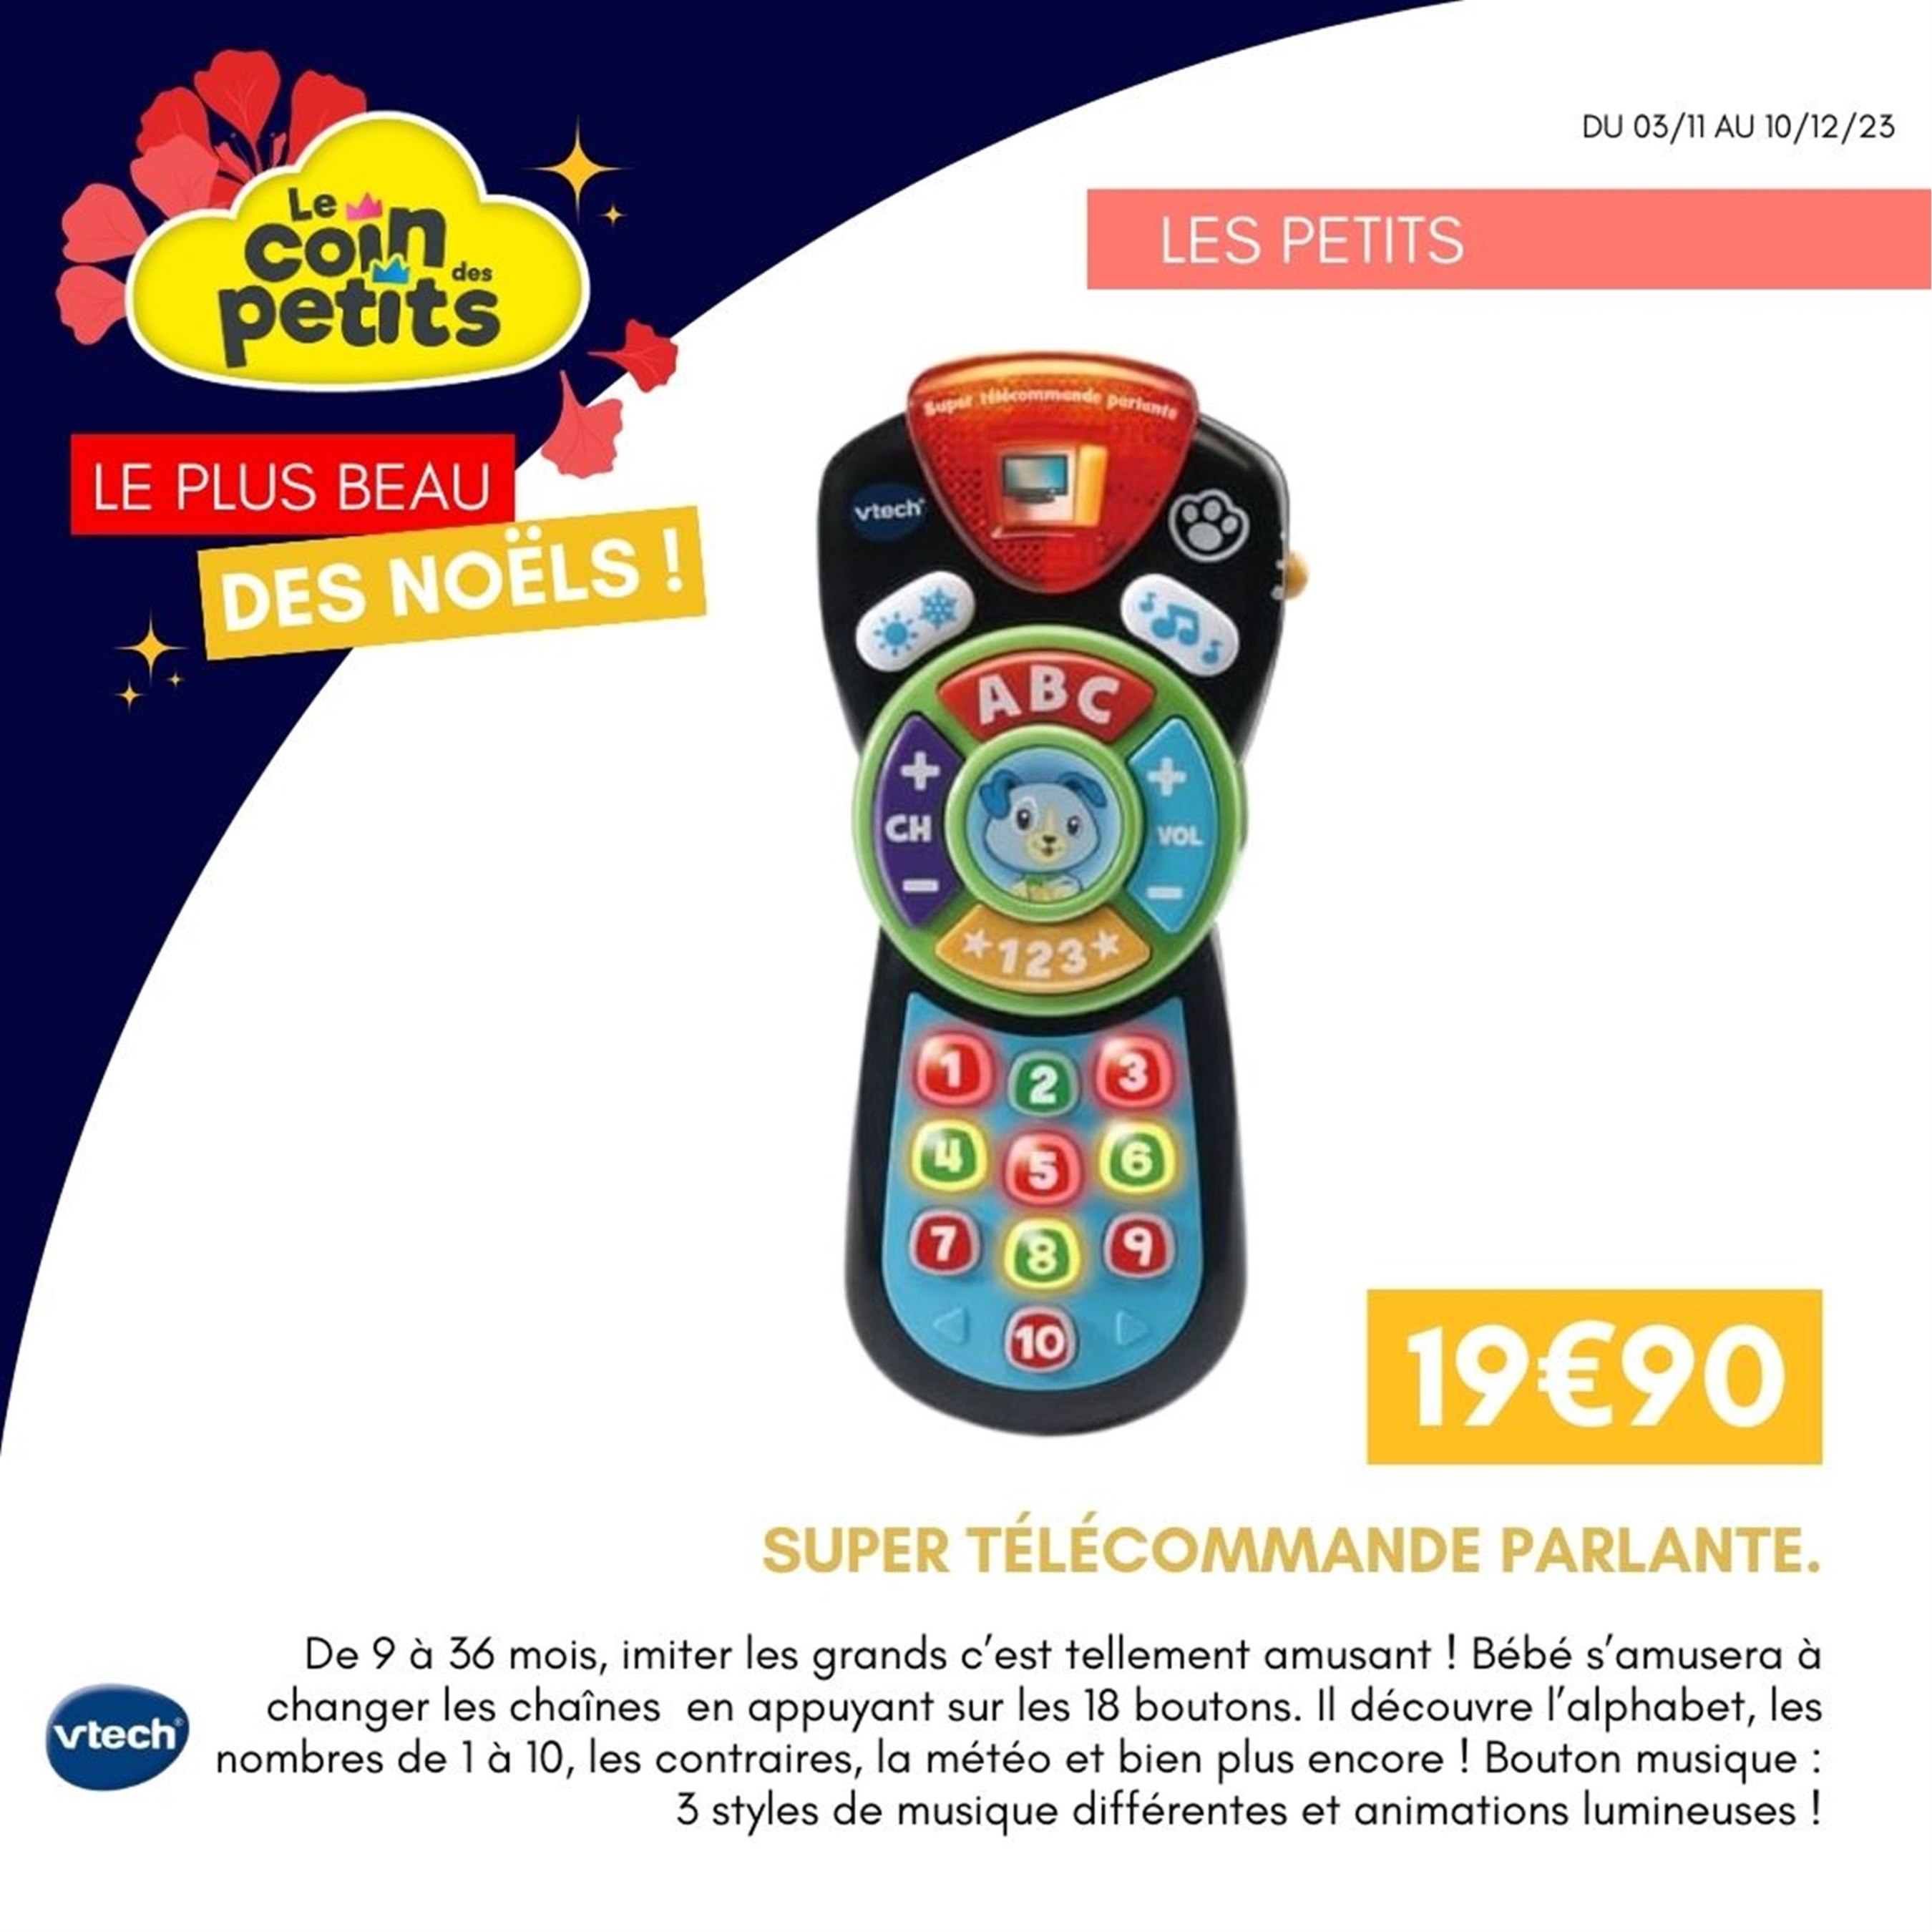 Le
coin
des
petits
LE PLUS BEAU
DES NOËLS !
DU 03/11 AU 10/12/23
LES PETITS
Super télécommande parlante
vtech
ABC
+
CH
-
+
VOL
-
*123*
1 2 3
4 5 6
7 8 9
10
19€90
SUPER TÉLÉCOMMANDE PARLANTE.
vtech®
De 9 à 36 mois, imiter les grands c'est tellement amusant ! Bébé s'amusera à
changer les chaînes en appuyant sur les 18 boutons. Il découvre l'alphabet, les
nombres de 1 à 10, les contraires, la météo et bien plus encore ! Bouton musique :
3 styles de musique différentes et animations lumineuses !